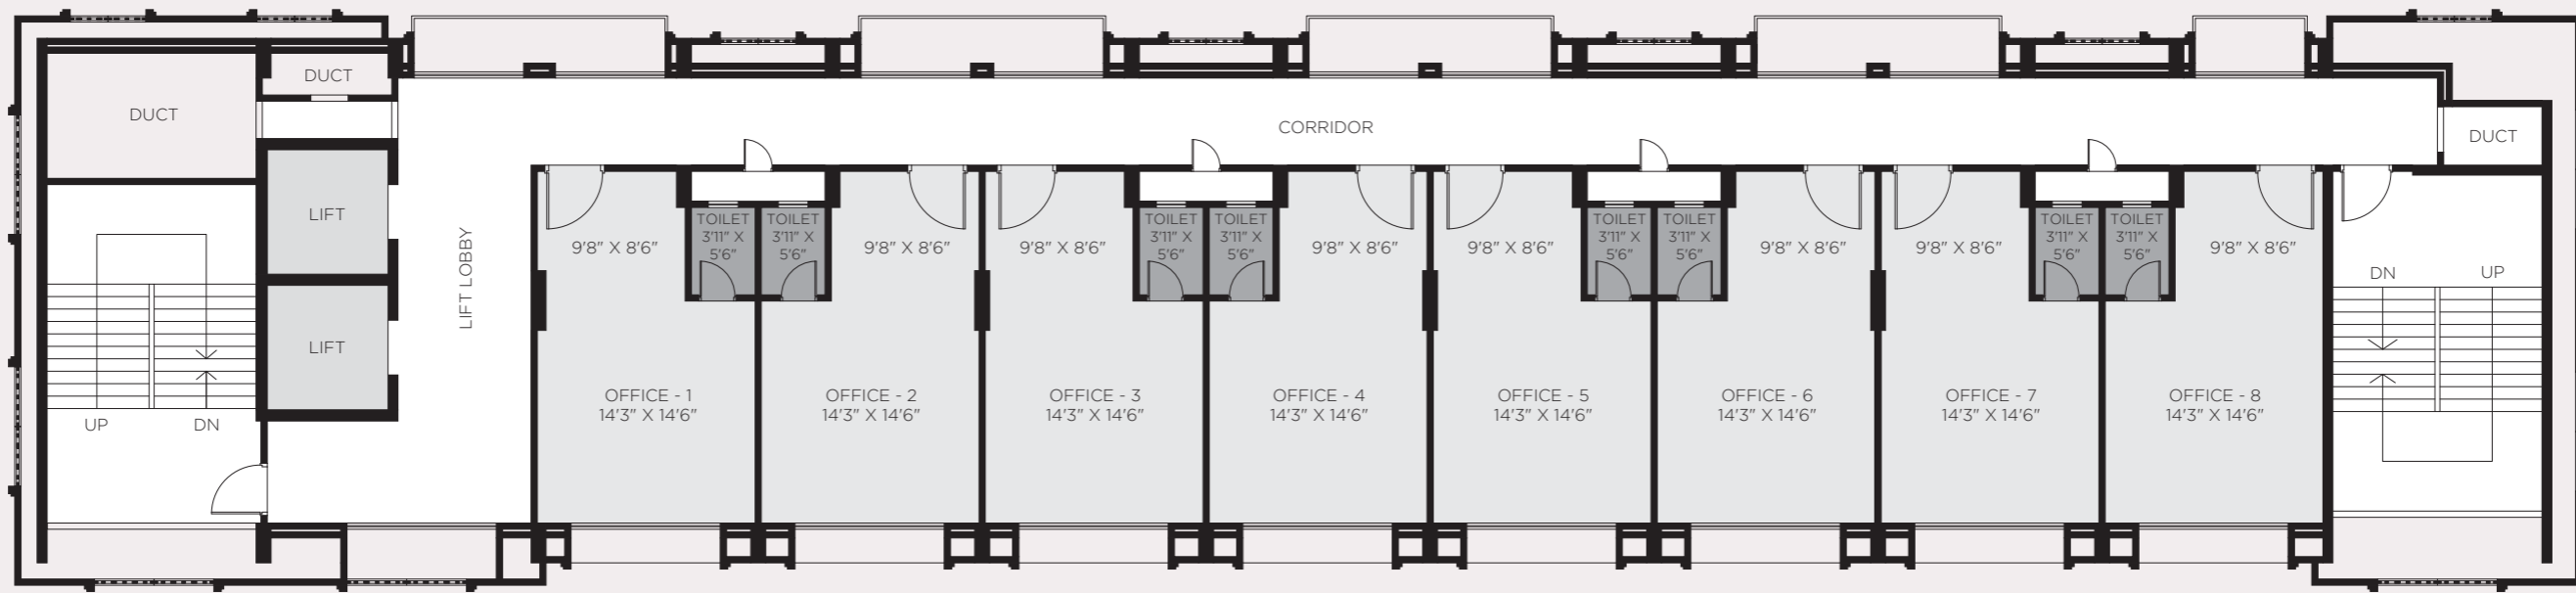 DUCT
DUCT
CORRIDOR
DUCT
LIFT
LIFT
LIFT LOBBY
UP
DN
9'8" X 8'6"
TOILET
3'11" X
5'6"
TOILET
3'11" X
5'6"
9'8" X 8'6"
9'8" X 8'6"
TOILET
3'11" X
5'6"
TOILET
3'11" X
5'6"
9'8" X 8'6"
9'8" X 8'6"
TOILET
3'11" X
5'6"
TOILET
3'11" X
5'6"
9'8" X 8'6"
9'8" X 8'6"
TOILET
3'11" X
5'6"
TOILET
3'11" X
5'6"
9'8" X 8'6"
DN
UP
OFFICE - 1
14'3" X 14'6"
OFFICE - 2
14'3" X 14'6"
OFFICE - 3
14'3" X 14'6"
OFFICE - 4
14'3" X 14'6"
OFFICE - 5
14'3" X 14'6"
OFFICE - 6
14'3" X 14'6"
OFFICE - 7
14'3" X 14'6"
OFFICE - 8
14'3" X 14'6"